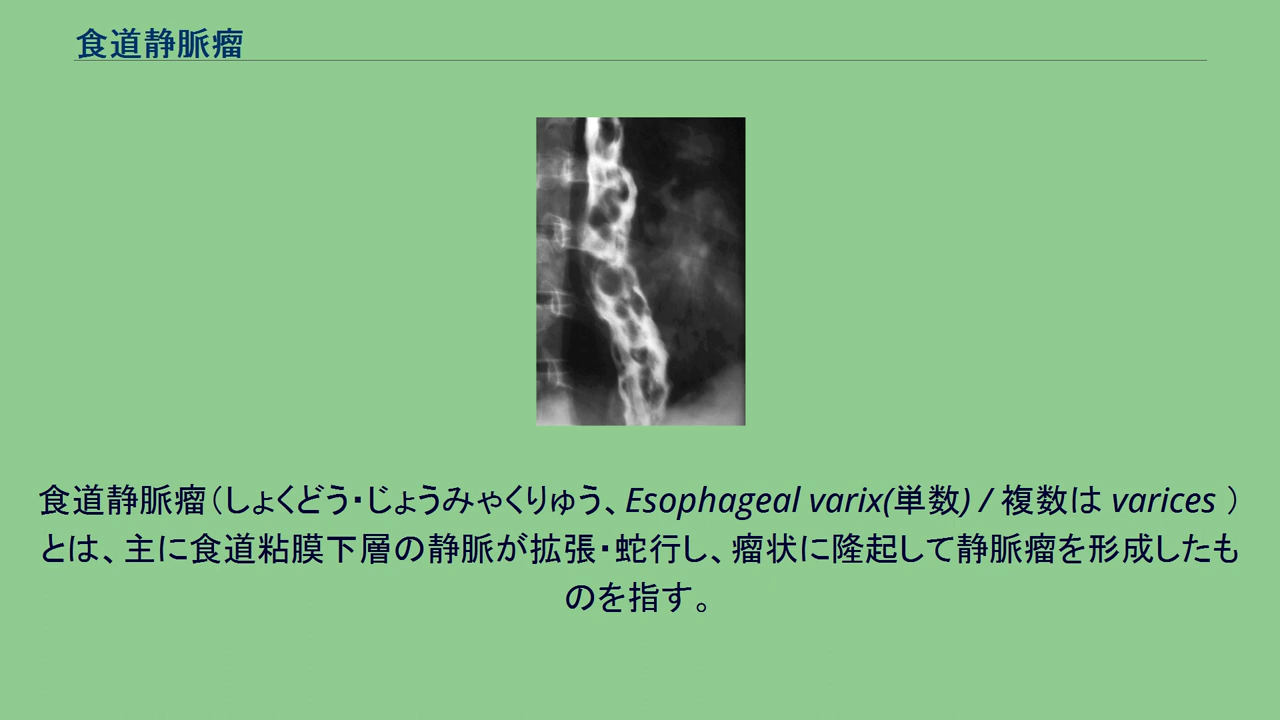 食道静脈瘤
食道静脈瘤（しょくどう・じょうみゃくりゅう、Esophageal varix(単数) / 複数は varices ）
とは、主に食道粘膜下層の静脈が拡張・蛇行し、瘤状に隆起して静脈瘤を形成したも
のを指す。